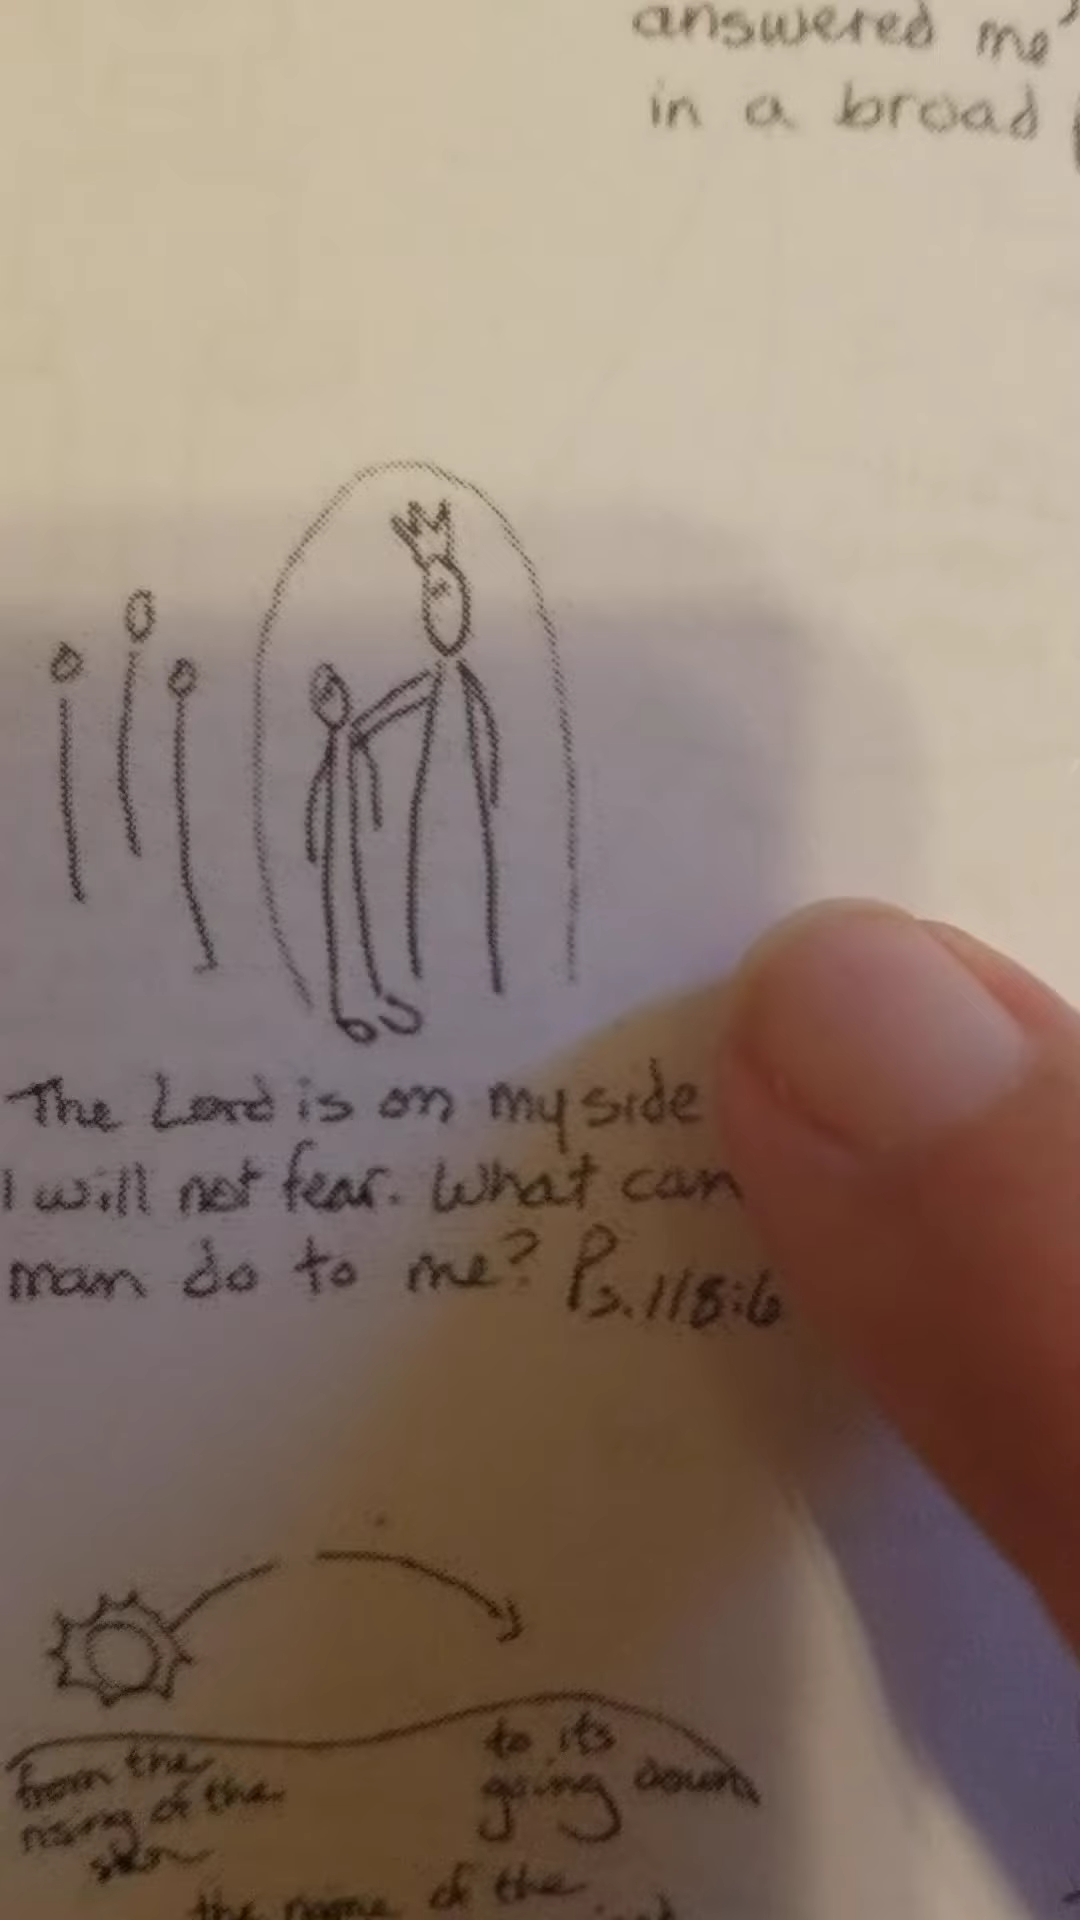 answered me
in a broad
The Lord is on my side
I will not fear. What can
man do to me? Ps. 118:6
from the
rising of the
sun
to its
going down
the name of the